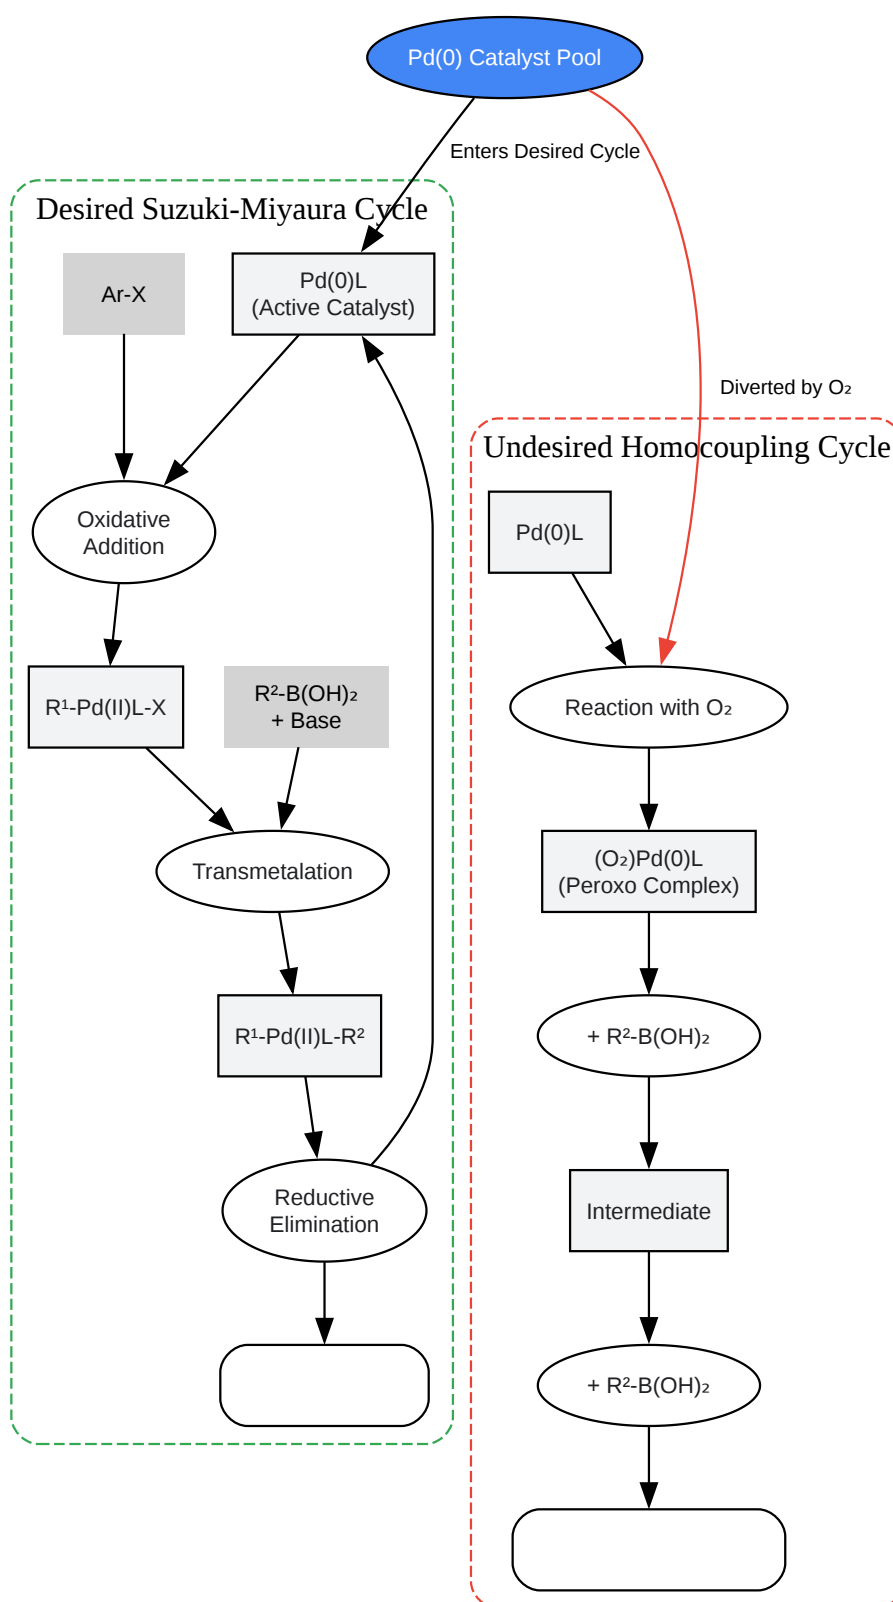 Pd(0) Catalyst Pool
Enters Desired Cycle
Desired Suzuki-Miyaura Cycle
Ar-X
Pd(0)L
(Active Catalyst)
Oxidative
Addition
R¹-Pd(II)L-X
R²-B(OH)₂
+ Base
Transmetalation
R¹-Pd(II)L-R²
Reductive
Elimination
Diverted by O₂
Undesired Homocoupling Cycle
Pd(0)L
Reaction with O₂
(O₂)Pd(0)L
(Peroxo Complex)
+ R²-B(OH)₂
Intermediate
+ R²-B(OH)₂